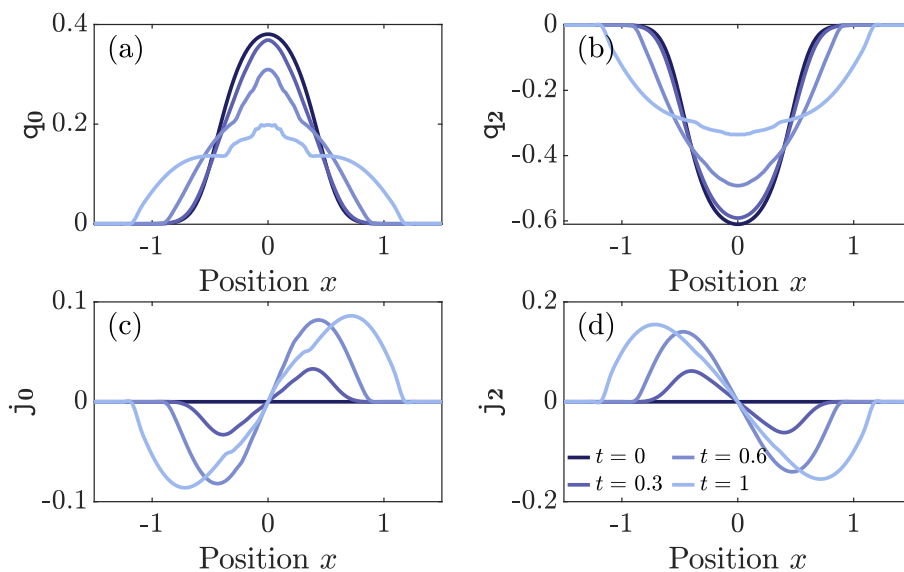 0.4
0.2
0
(a)
q0
-1 0 1
Position x
0
-0.2
-0.4
-0.6
(b)
q2
-1 0 1
Position x
0.1
0
-0.1
(c)
j0
-1 0 1
Position x
0.2
0
-0.2
(d)
j2
t = 0 t = 0.6
t = 0.3 t = 1
-1 0 1
Position x